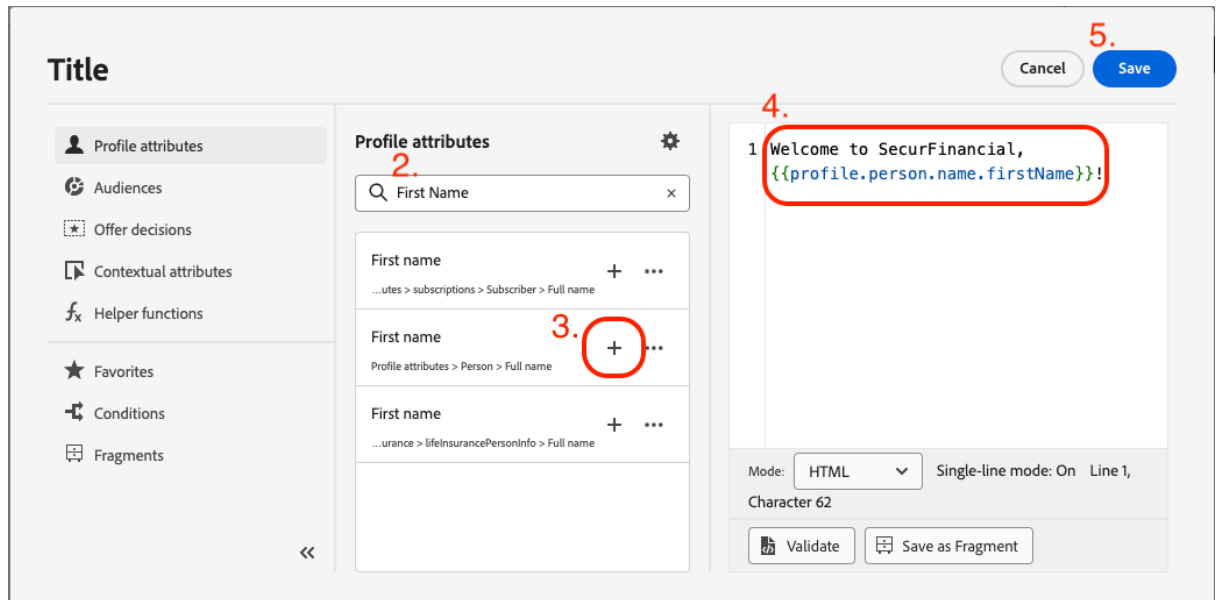 5.
Title
Cancel
Save
Profile attributes
Audiences
Offer decisions
Contextual attributes
fx Helper functions
Favorites
Conditions
Fragments
Profile attributes
2.
First Name
First name
...utes > subscriptions > Subscriber > Full name
3.
First name
Profile attributes > Person > Full name
First name
...urance > lifeInsurancePersonInfo > Full name
4.
1 Welcome to SecurFinancial,
{{profile.person.name.firstName}}!
Mode: HTML Single-line mode: On Line 1,
Character 62
Validate
Save as Fragment